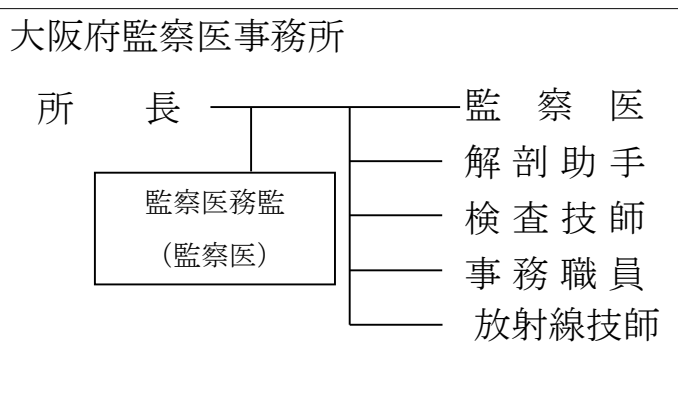 大阪府監察医事務所
所長
監察医
解剖助手
検査技師
事務職員
放射線技師
監察医務監
（監察医）